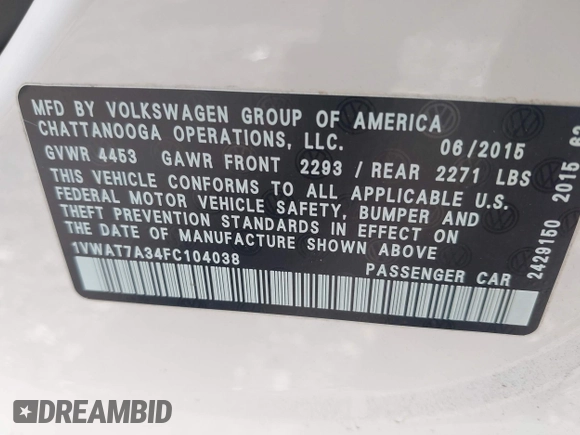 MFD BY VOLKSWAGEN GROUP OF AMERICA
CHATTANOOGA OPERATIONS, LLC. 06/2015
GVWR 4453 GAWR FRONT 2293 / REAR 2271 LBS
THIS VEHICLE CONFORMS TO ALL APPLICABLE U.S.
FEDERAL MOTOR VEHICLE SAFETY, BUMPER AND
THEFT PREVENTION STANDARDS IN EFFECT ON
THE DATE OF MANUFACTURE SHOWN ABOVE.
1VWAT7A34FC104038 PASSENGER CAR
2429150 2015
DREAMBID